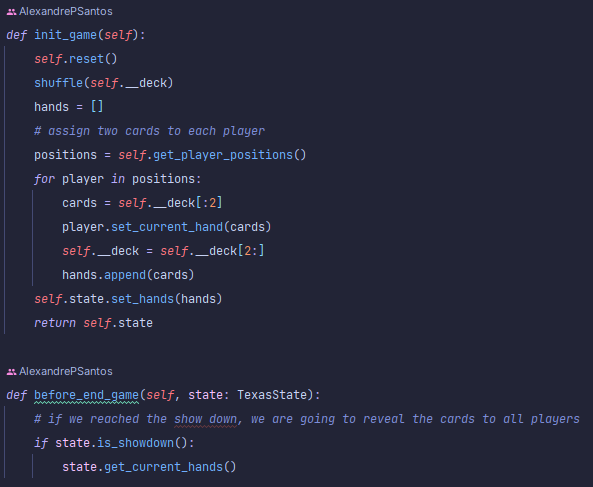 AlexandrePSantos
def init_game(self):
    self.reset()
    shuffle(self.__deck)
    hands = []
    # assign two cards to each player
    positions = self.get_player_positions()
    for player in positions:
        cards = self.__deck[:2]
        player.set_current_hand(cards)
        self.__deck = self.__deck[2:]
        hands.append(cards)
    self.state.set_hands(hands)
    return self.state
AlexandrePSantos
def before_end_game(self, state: TexasState):
    # if we reached the show down, we are going to reveal the cards to all players
    if state.is_showdown():
        state.get_current_hands()